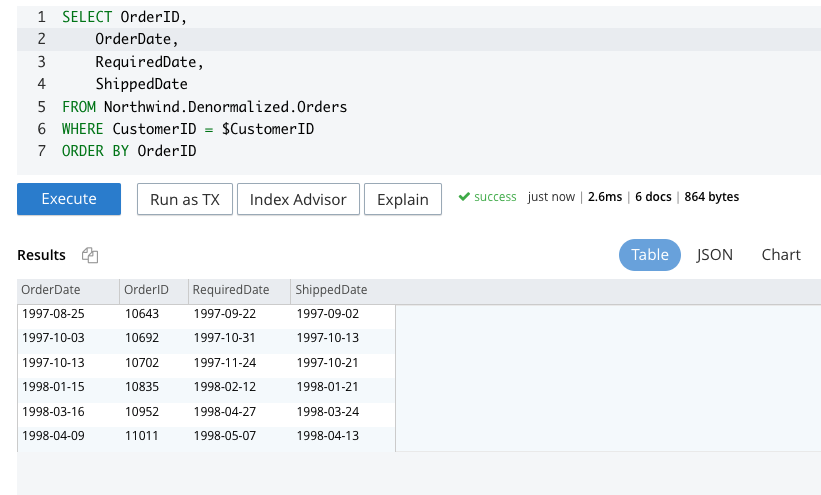 1 SELECT OrderID,
2 OrderDate,
3 RequiredDate,
4 ShippedDate
5 FROM Northwind.Denormalized.Orders
6 WHERE CustomerID = $CustomerID
7 ORDER BY OrderID
Execute Run as TX Index Advisor Explain success just now | 2.6ms | 6 docs | 864 bytes
Results Table JSON Chart
OrderDate OrderID RequiredDate ShippedDate
1997-08-25 10643 1997-09-22 1997-09-02
1997-10-03 10692 1997-10-31 1997-10-13
1997-10-13 10702 1997-11-24 1997-10-21
1998-01-15 10835 1998-02-12 1998-01-21
1998-03-16 10952 1998-04-27 1998-03-24
1998-04-09 11011 1998-05-07 1998-04-13